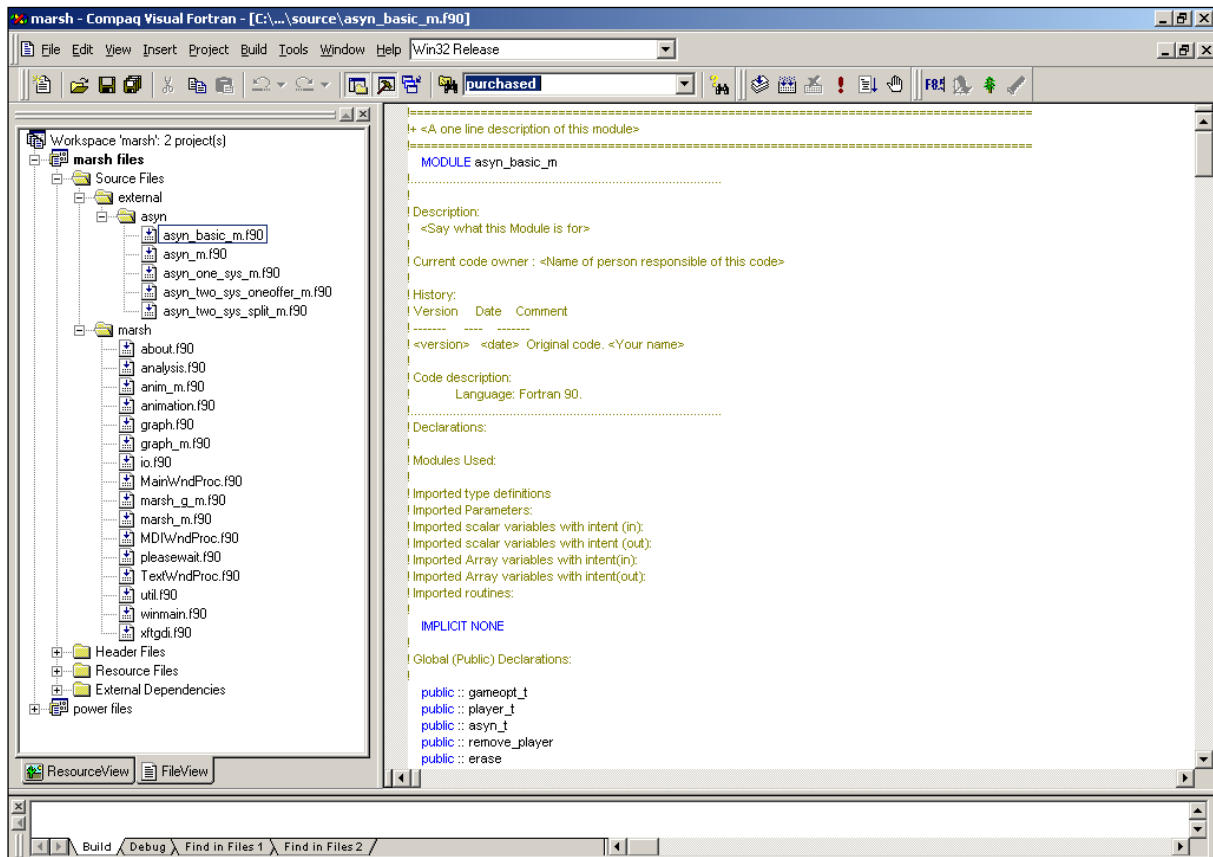 marsh - Compaq Visual Fortran - [C:\...\source\asyn_basic_m.f90]
File Edit View Insert Project Build Tools Window Help Win32 Release
purchased
Workspace 'marsh': 2 project(s)
marsh files
Source Files
external
asyn
asyn_basic_m.f90
asyn_m.f90
asyn_one_sys_m.f90
asyn_two_sys_oneoffer_m.f90
asyn_two_sys_split_m.f90
marsh
about.f90
analysis.f90
anim_m.f90
animation.f90
graph.f90
graph_m.f90
io.f90
MainWndProc.f90
marsh_g_m.f90
marsh_m.f90
MDIWndProc.f90
pleasewait.f90
TextWndProc.f90
util.f90
winmain.f90
xftgdi.f90
Header Files
Resource Files
External Dependencies
power files
ResourceView FileView
!+ <A one line description of this module>
MODULE asyn_basic_m
!
! Description:
! <Say what this Module is for>
!
! Current code owner : <Name of person responsible of this code>
!
! History:
! Version Date Comment
! ------- ---- -------
! <version> <date> Original code. <Your name>
!
! Code description:
! Language: Fortran 90.
! Declarations:
!
! Modules Used:
!
! Imported type definitions
! Imported Parameters:
! Imported scalar variables with intent (in):
! Imported scalar variables with intent (out):
! Imported Array variables with intent(in):
! Imported Array variables with intent(out):
! Imported routines:
!
IMPLICIT NONE
!
! Global (Public) Declarations:
!
public :: gameopt_t
public :: player_t
public :: asyn_t
public :: remove_player
public :: erase
Build Debug Find in Files 1 Find in Files 2